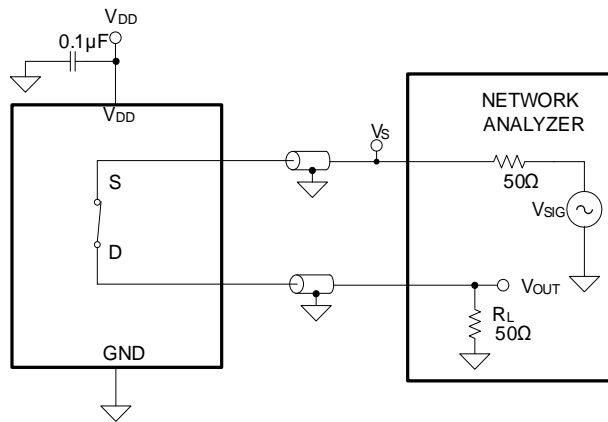 VDD
0.1µF
VDD
S
D
GND
VS
NETWORK
ANALYZER
50Ω
VSIG
VOUT
RL
50Ω